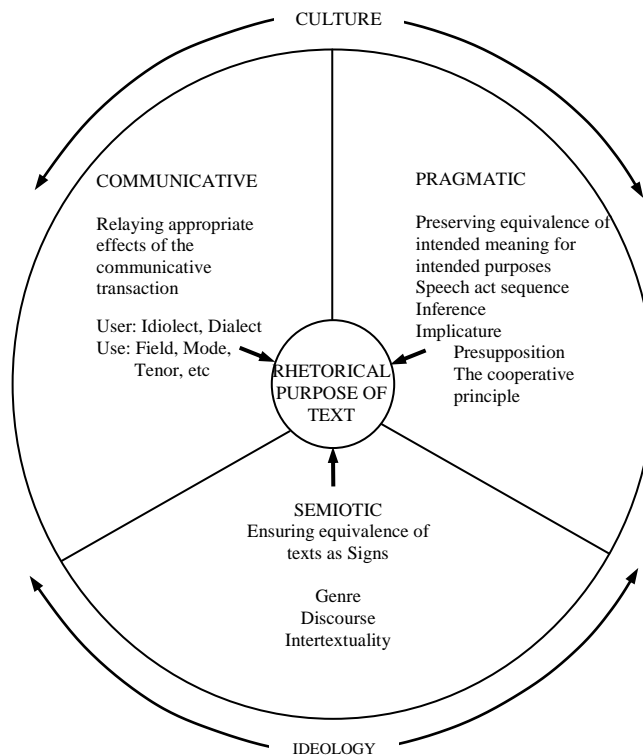 CULTURE
COMMUNICATIVE
Relaying appropriate
effects of the
communicative
transaction
User: Idiolect, Dialect
Use: Field, Mode,
Tenor, etc
PRAGMATIC
Preserving equivalence of
intended meaning for
intended purposes
Speech act sequence
Inference
Implicature
Presupposition
The cooperative
principle
RHETORICAL
PURPOSE OF
TEXT
SEMIOTIC
Ensuring equivalence of
texts as Signs
Genre
Discourse
Intertextuality
IDEOLOGY